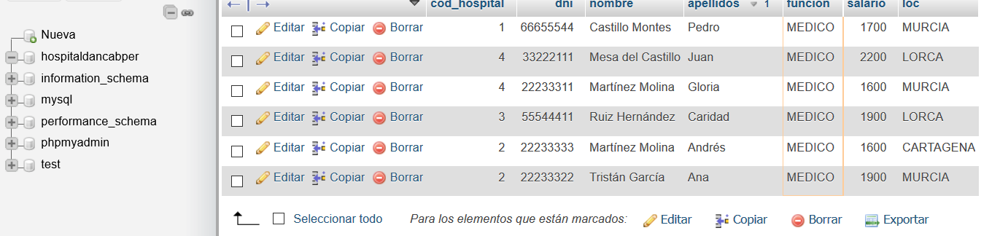 Nueva
hospitaldancabper
information_schema
mysql
performance_schema
phpmyadmin
test
cod_hospital dni nombre apellidos 1 funcion salario loc
Editar Copiar Borrar 1 66655544 Castillo Montes Pedro MEDICO 1700 MURCIA
Editar Copiar Borrar 4 33222111 Mesa del Castillo Juan MEDICO 2200 LORCA
Editar Copiar Borrar 4 22233311 Martínez Molina Gloria MEDICO 1600 MURCIA
Editar Copiar Borrar 3 55544411 Ruiz Hernández Caridad MEDICO 1900 LORCA
Editar Copiar Borrar 2 22233333 Martínez Molina Andrés MEDICO 1600 CARTAGENA
Editar Copiar Borrar 2 22233322 Tristán García Ana MEDICO 1900 MURCIA
Seleccionar todo Para los elementos que están marcados: Editar Copiar Borrar Exportar